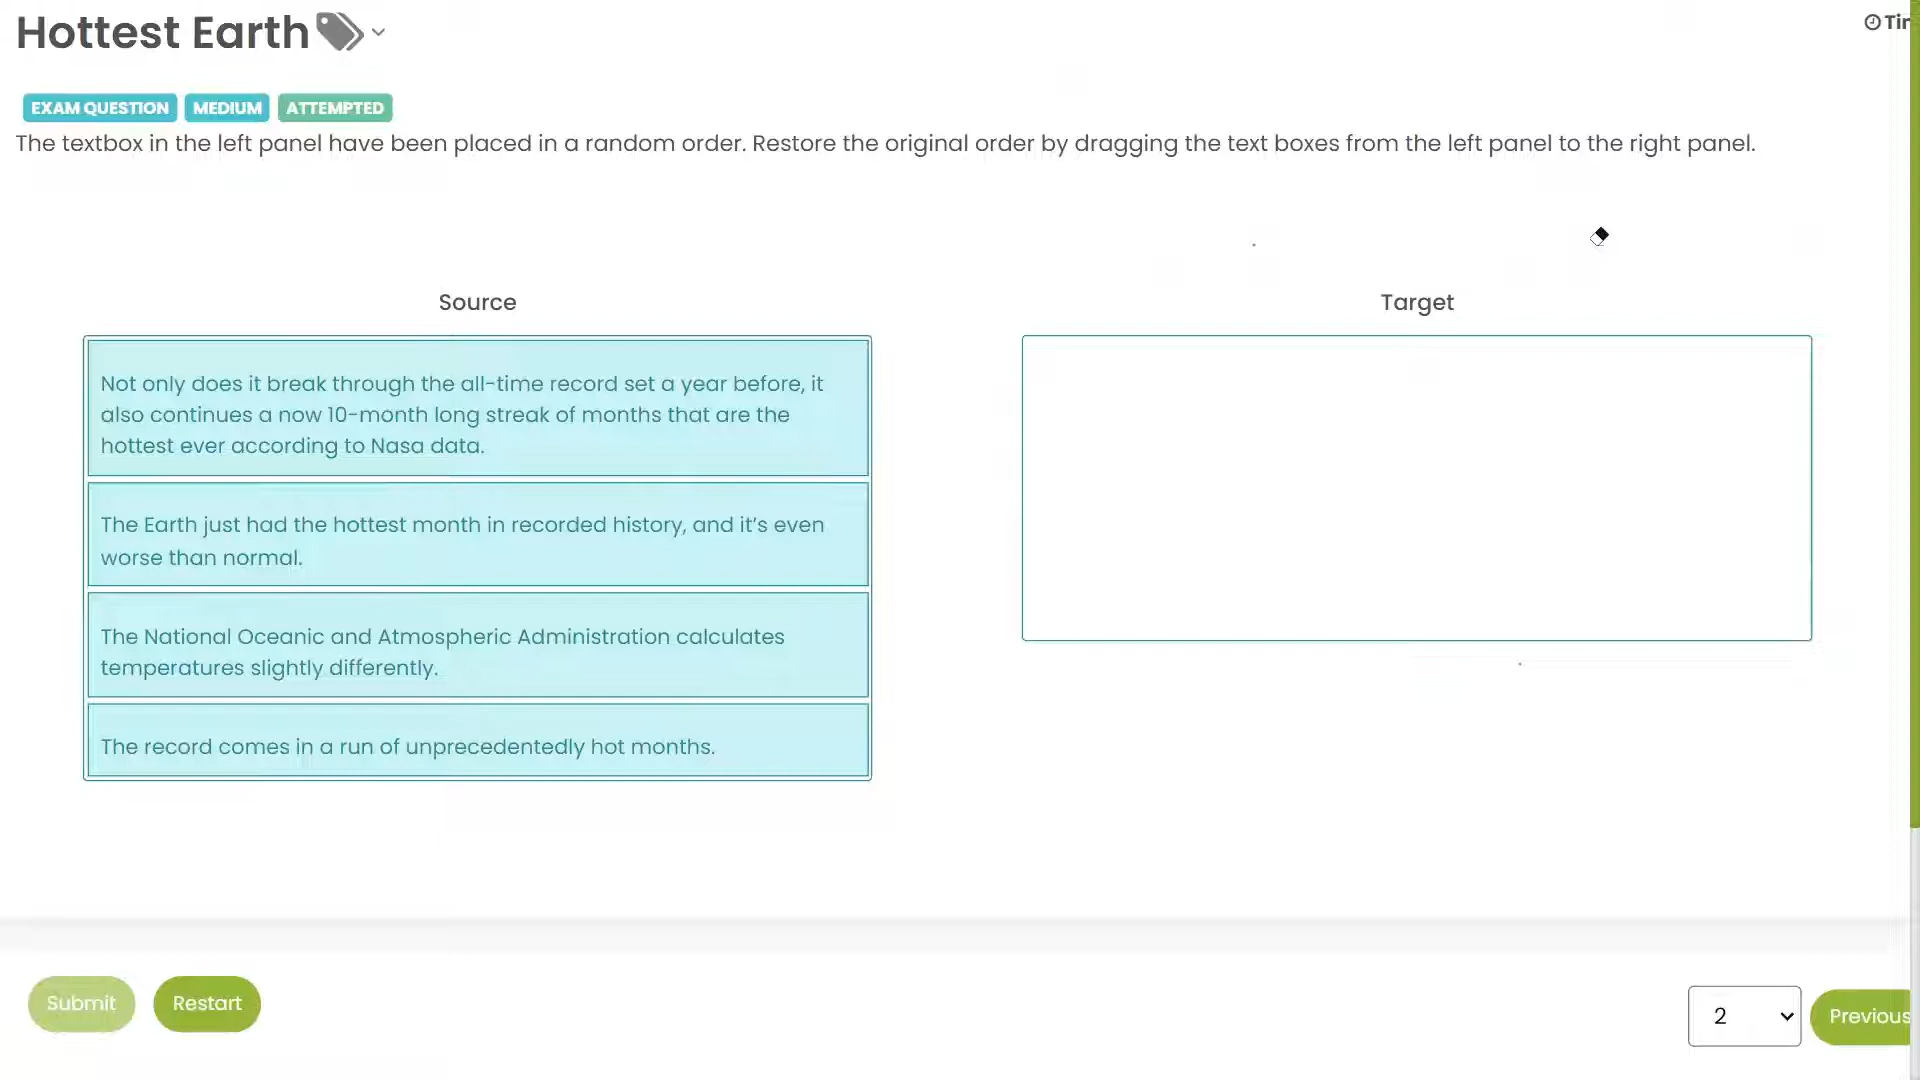 Hottest Earth
Tir
EXAM QUESTION MEDIUM ATTEMPTED
The textbox in the left panel have been placed in a random order. Restore the original order by dragging the text boxes from the left panel to the right panel.
Source
Target
Not only does it break through the all-time record set a year before, it
also continues a now 10-month long streak of months that are the
hottest ever according to Nasa data.
The Earth just had the hottest month in recorded history, and it's even
worse than normal.
The National Oceanic and Atmospheric Administration calculates
temperatures slightly differently.
The record comes in a run of unprecedentedly hot months.
Submit Restart
2
Previous